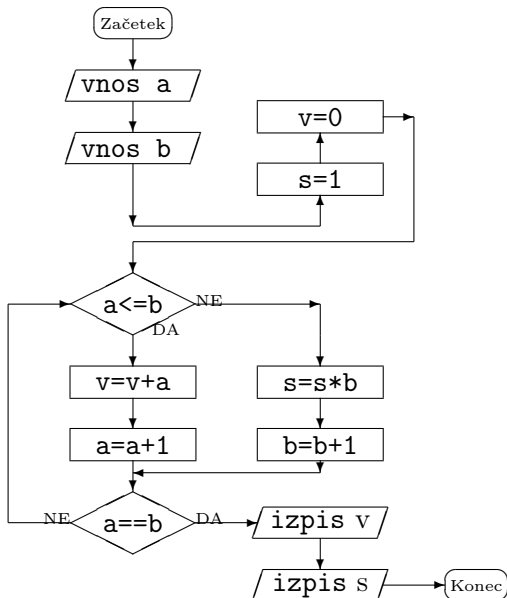 Začetek
vnos a
vnos b
v=0
s=1
a<=b
NE
DA
v=v+a
s=s*b
a=a+1
b=b+1
NE
a==b
DA
izpis v
izpis s
Konec